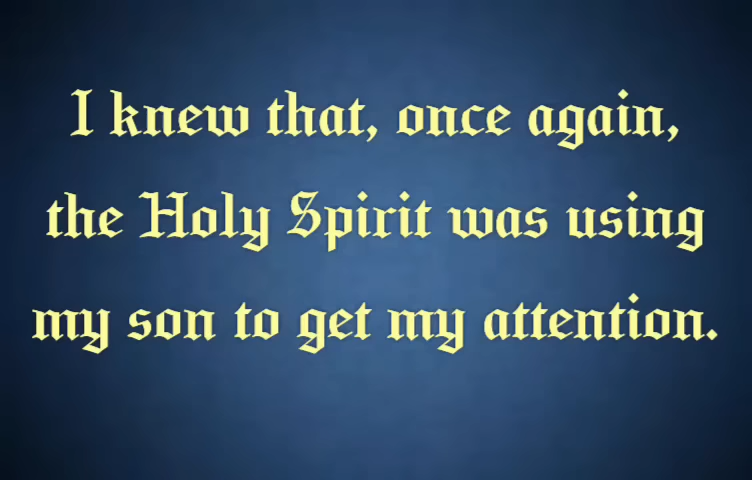 I knew that, once again,
the Holy Spirit was using
my son to get my attention.